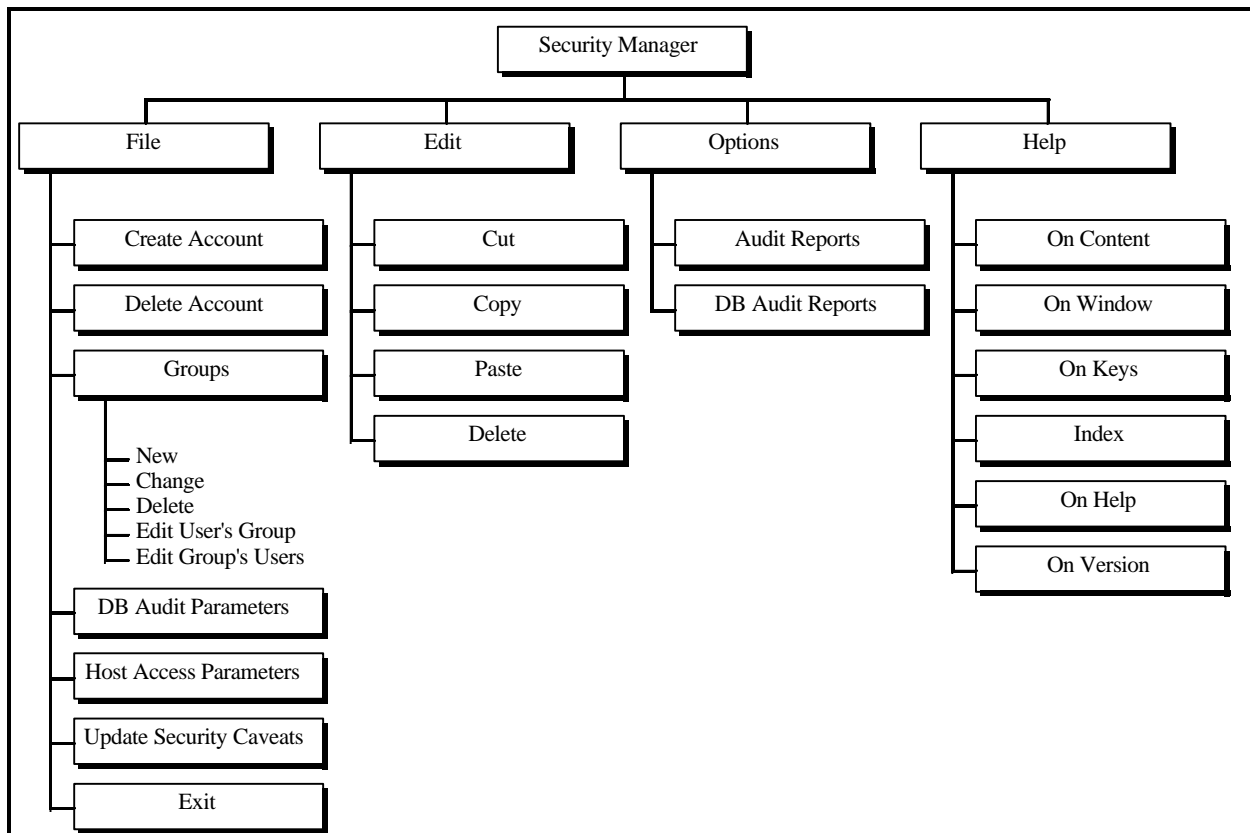 Security Manager
File
Edit
Options
Help
Create Account
Delete Account
Groups
New
Change
Delete
Edit User's Group
Edit Group's Users
DB Audit Parameters
Host Access Parameters
Update Security Caveats
Exit
Cut
Copy
Paste
Delete
Audit Reports
DB Audit Reports
On Content
On Window
On Keys
Index
On Help
On Version